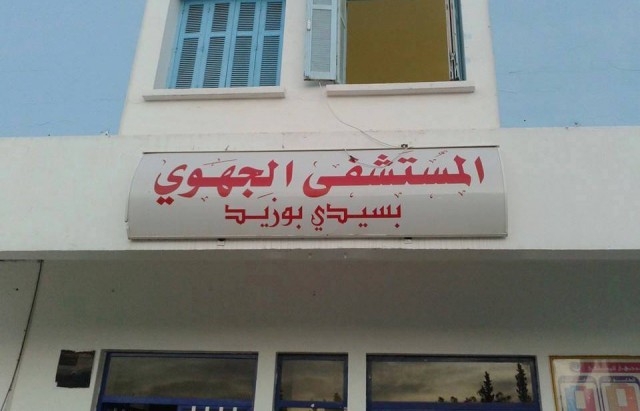 المستشفى الجهوي
بسيدي بوزيد